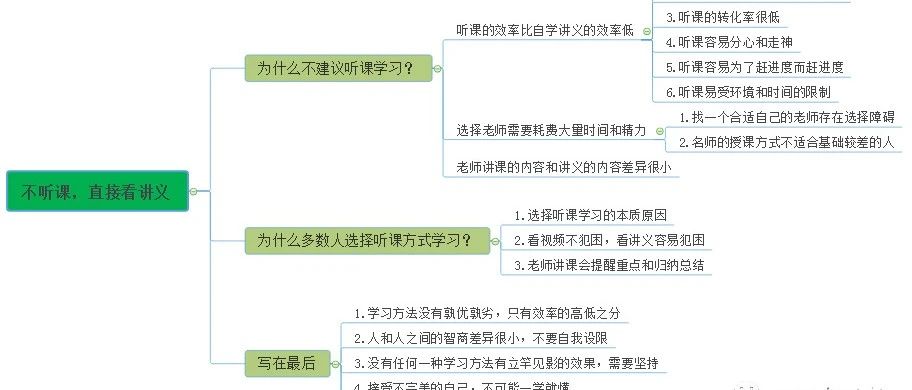 不听课，直接看讲义
为什么不建议听课学习？
听课的效率比自学讲义的效率低
3.听课的转化率很低
4.听课容易分心和走神
5.听课容易为了赶进度而赶进度
6.听课易受环境和时间的限制
选择老师需要耗费大量时间和精力
1.找一个合适自己的老师存在选择障碍
2.名师的授课方式不适合基础较差的人
老师讲课的内容和讲义的内容差异很小
为什么多数人选择听课方式学习？
1.选择听课学习的本质原因
2.看视频不犯困，看讲义容易犯困
3.老师讲课会提醒重点和归纳总结
写在最后
1.学习方法没有孰优孰劣，只有效率的高低之分
2.人和人之间的智商差异很小，不要自我设限
3.没有任何一种学习方法有立竿见影的效果，需要坚持
4.接受不完美的自己，不可能一学就懂